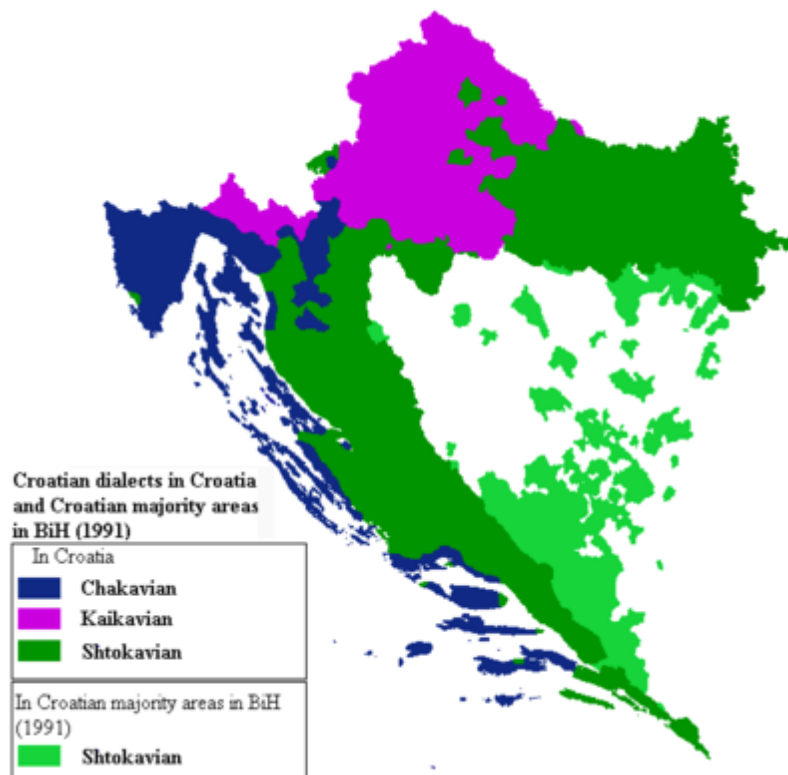 Croatian dialects in Croatia
and Croatian majority areas
in BiH (1991)
In Croatia
Chakavian
Kaikavian
Shtokavian
In Croatian majority areas in BiH
(1991)
Shtokavian